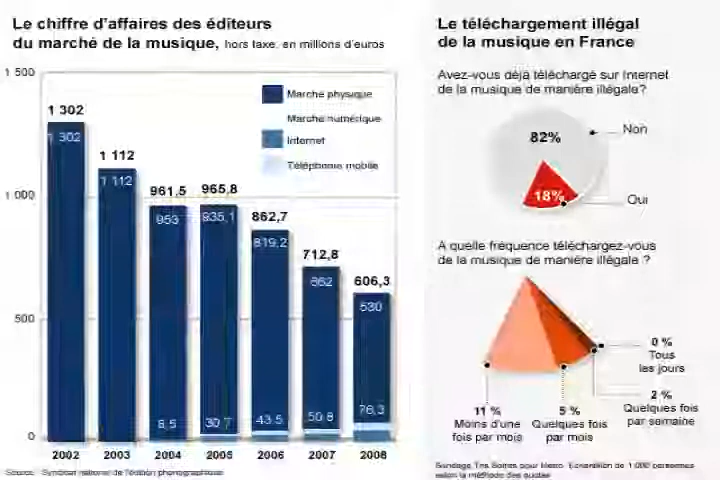 Le chiffre d'affaires des éditeurs
du marché de la musique, hors taxe, en millions d'euros
1 500
1 000
500
0
Marché physique
Marché numérique
Internet
Téléphonie mobile
1 302
1 302
1 112
1 112
961,5
953
8,5
965,8
935,1
30,7
862,7
819,2
43,5
712,8
662
50,8
606,3
530
76,3
2002
2003
2004
2005
2006
2007
2008
Source : Syndicat national de l'édition phonographique
Le téléchargement illégal
de la musique en France
Avez-vous déjà téléchargé sur Internet
de la musique de manière illégale?
82%
Non
18%
Oui
A quelle fréquence téléchargez-vous
de la musique de manière illégale ?
0 %
Tous
les jours
2 %
Quelques fois
par semaine
11 %
Moins d'une
fois par mois
5 %
Quelques fois
par mois
Sondage Tns Sofres pour Metro. Echantillon de 1 000 personnes
selon la méthode des quotas